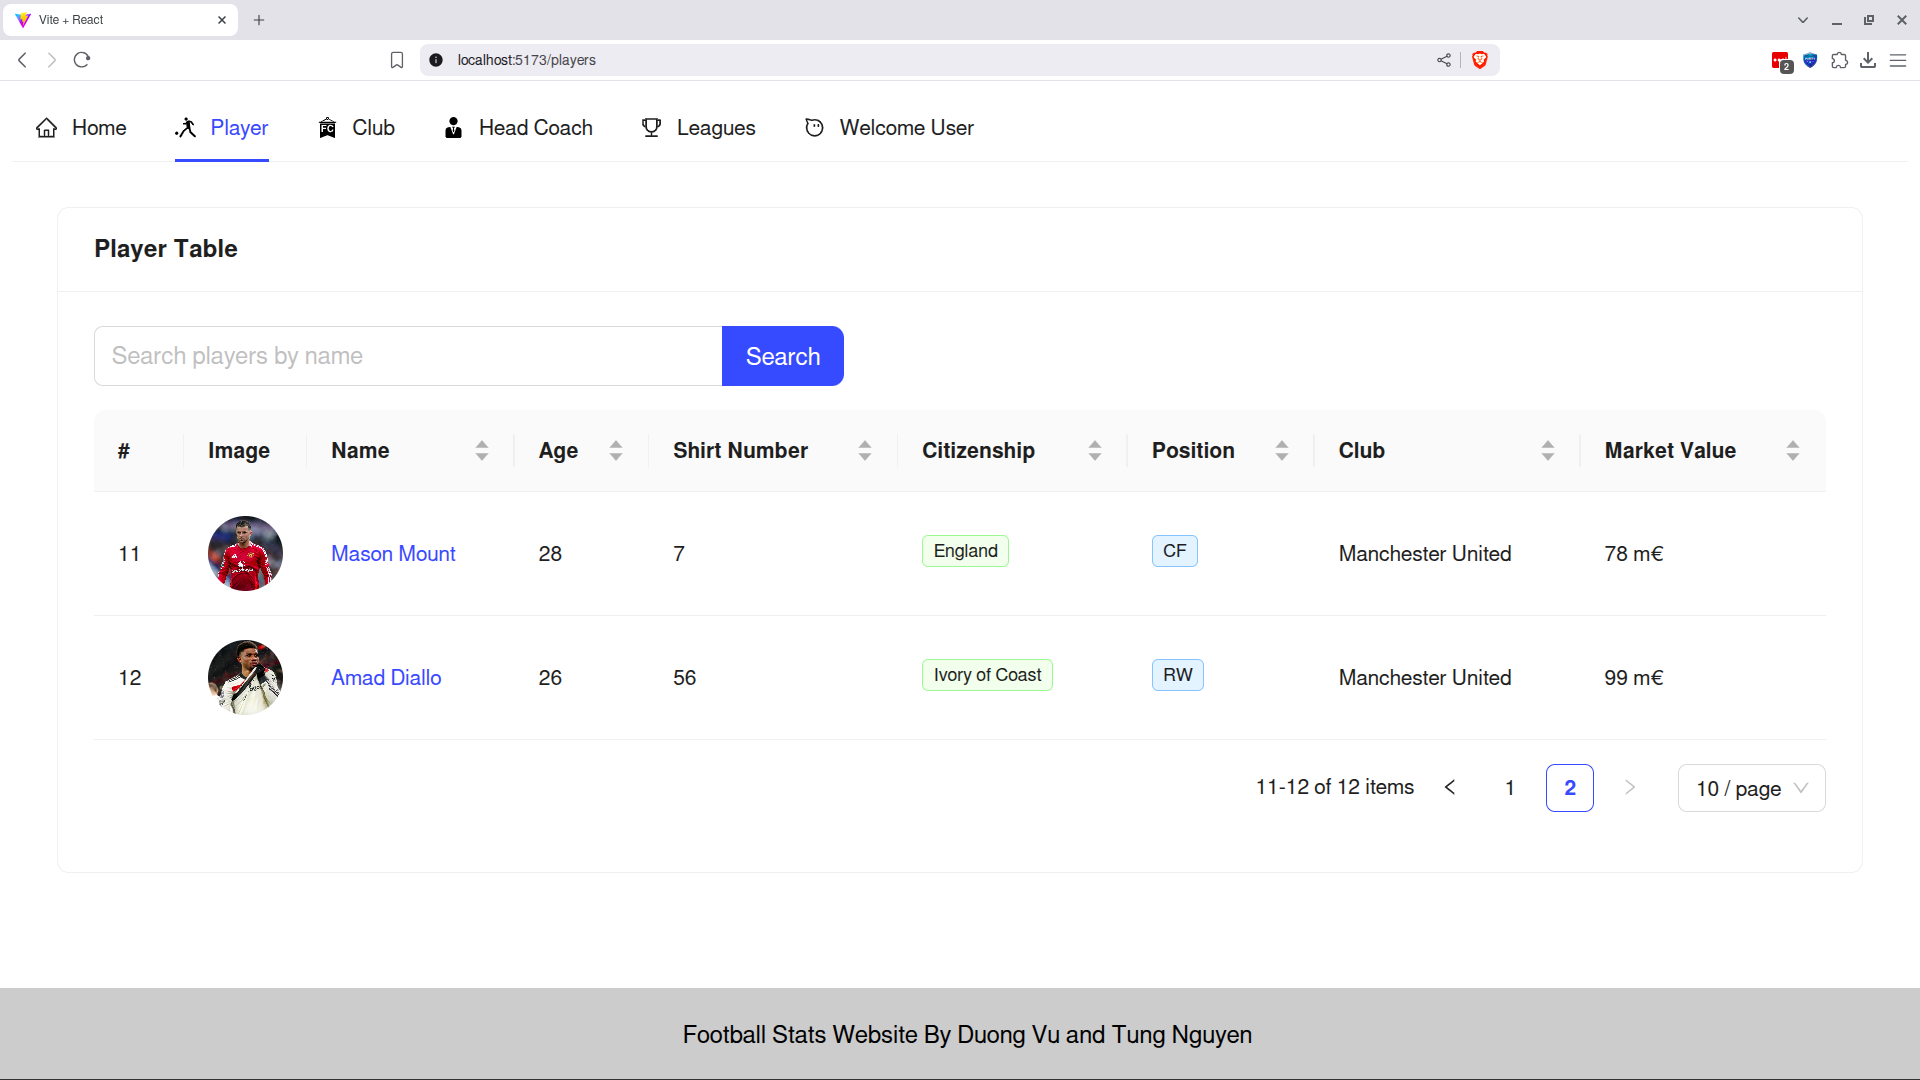 Vite + React
localhost:5173/players
2
Home
Player
FC
Club
Head Coach
Leagues
Welcome User
Player Table
Search players by name
Search
# Image Name Age Shirt Number Citizenship Position Club Market Value
11 Mason Mount 28 7 England CF Manchester United 78 m€
12 Amad Diallo 26 56 Ivory of Coast RW Manchester United 99 m€
11-12 of 12 items 1 2 10 / page
Football Stats Website By Duong Vu and Tung Nguyen